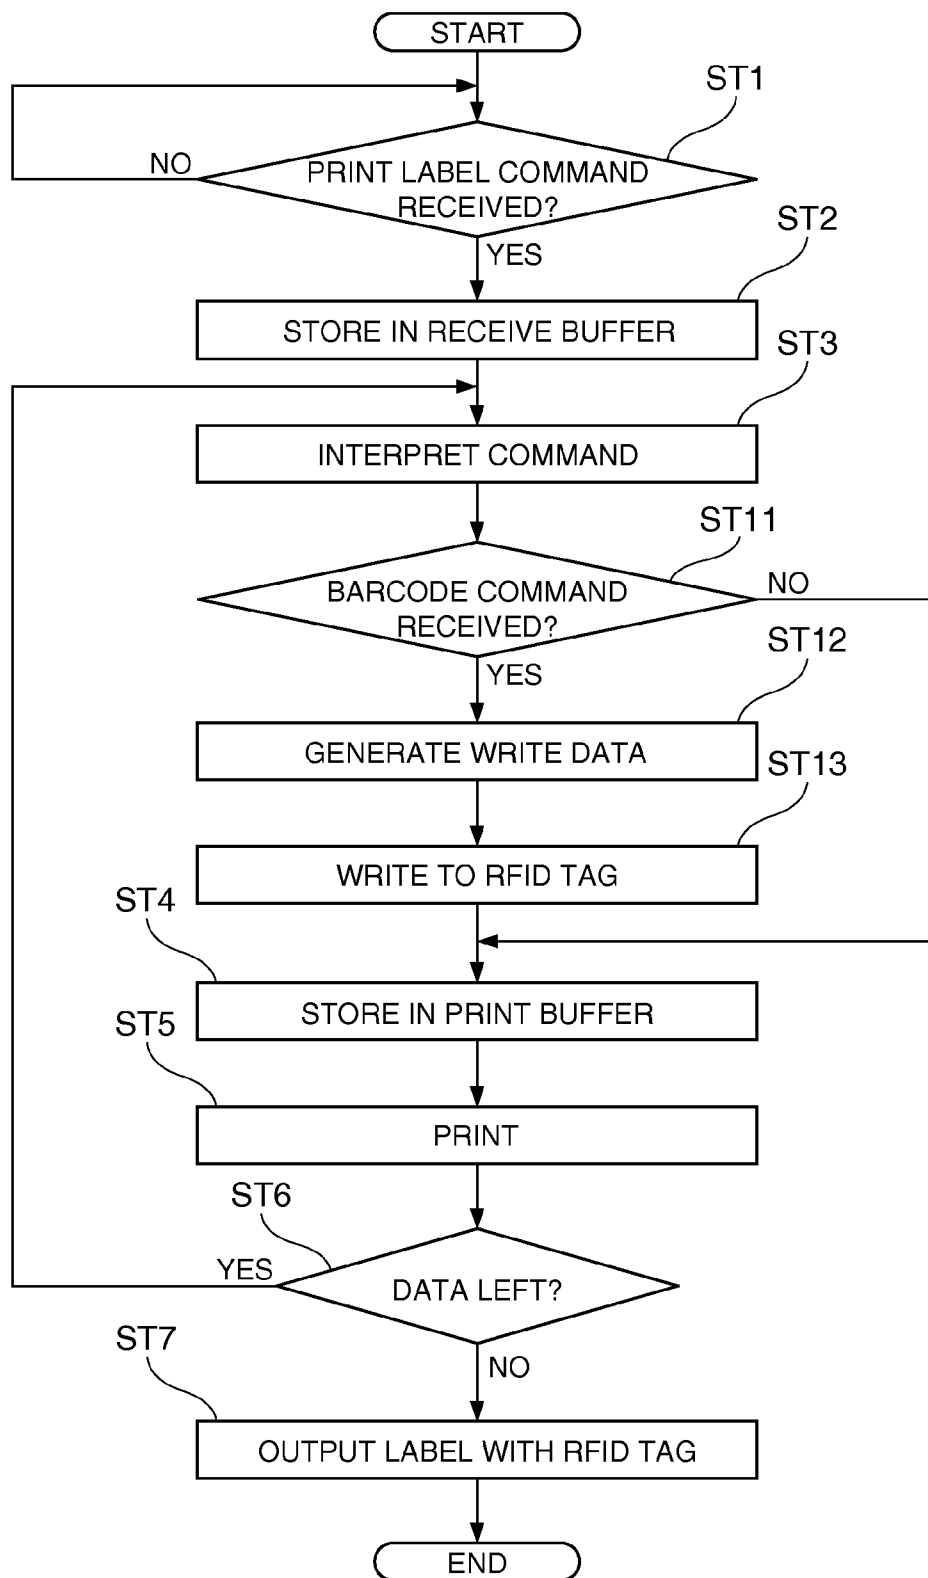 START
ST1
NO
PRINT LABEL COMMAND
RECEIVED?
YES
ST2
STORE IN RECEIVE BUFFER
ST3
INTERPRET COMMAND
ST11
BARCODE COMMAND
RECEIVED?
NO
YES
ST12
GENERATE WRITE DATA
ST13
WRITE TO RFID TAG
ST4
STORE IN PRINT BUFFER
ST5
PRINT
ST6
YES
DATA LEFT?
NO
ST7
OUTPUT LABEL WITH RFID TAG
END